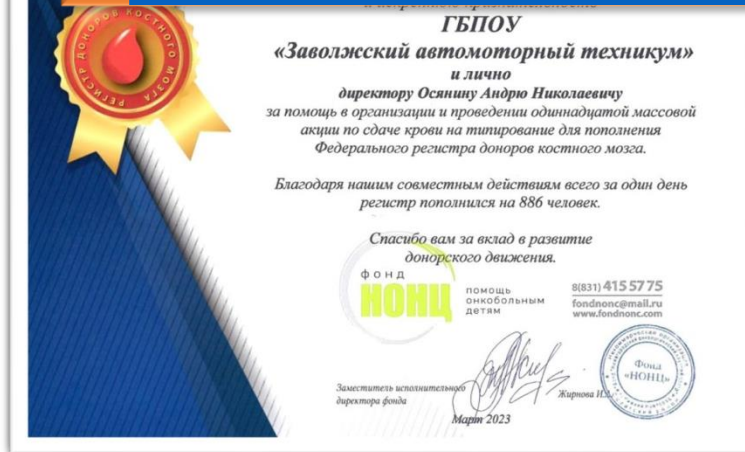 ГБПОУ
«Заволжский автомоторный техникум»
и лично
директору Осянину Андрю Николаевичу
за помощь в организации и проведении одиннадцатой массовой
акции по сдаче крови на типирование для пополнения
Федерального регистра доноров костного мозга.
Благодаря нашим совместным действиям всего за один день
регистр пополнился на 886 человек.
Спасибо вам за вклад в развитие
донорского движения.
РЕГИСТР ДОНОРОВ КОСТНОГО МОЗГА
фонд
НОНЦ
помощь
онкобольным
детям
8(831) 415 57 75
fondnonc@mail.ru
www.fondnonc.com
Заместитель исполнительного
директора фонда
Жирнова
Март 2023
Фонд
«НОНЦ»